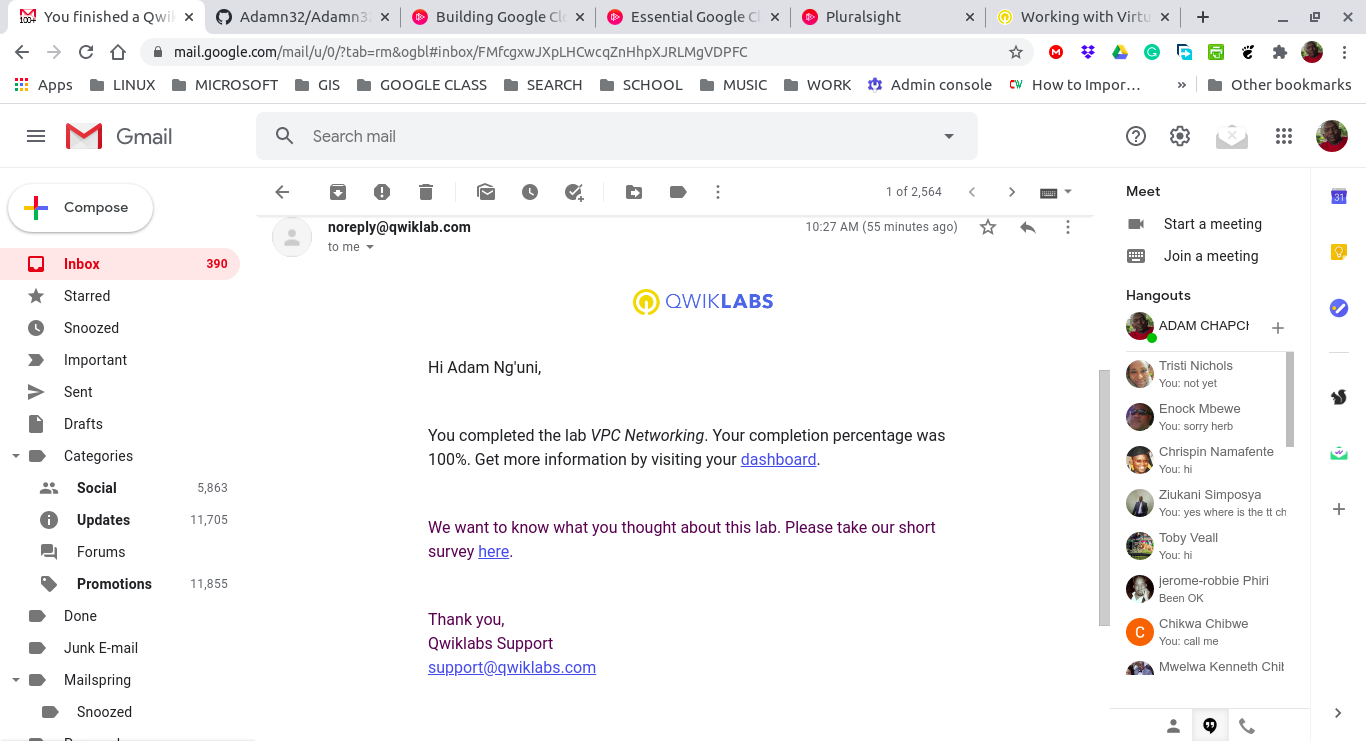 100+
You finished a Qwik
Adamn32/Adamn32
Building Google Clo
Essential Google Cl
Pluralsight
Working with Virtu
mail.google.com/mail/u/0/?tab=rm&ogbl#inbox/FMfcgxwJXpLHCwcqZnHhpXJRLMgVDPFC
Apps
LINUX
MICROSOFT
GIS
GOOGLE CLASS
SEARCH
SCHOOL
MUSIC
WORK
Admin console
How to Impor…
»
Other bookmarks
Gmail
Search mail
Compose
1 of 2,564
Inbox 390
Starred
Snoozed
Important
Sent
Drafts
Categories
Social 5,863
Updates 11,705
Forums
Promotions 11,855
Done
Junk E-mail
Mailspring
Snoozed
noreply@qwiklab.com
10:27 AM (55 minutes ago)
to me
QWIKLABS
Hi Adam Ng'uni,
You completed the lab VPC Networking. Your completion percentage was
100%. Get more information by visiting your dashboard.
We want to know what you thought about this lab. Please take our short
survey here.
Thank you,
Qwiklabs Support
support@qwiklabs.com
Meet
Start a meeting
Join a meeting
Hangouts
ADAM CHAPCH
Tristi Nichols
You: not yet
Enock Mbewe
You: sorry herb
Chrispin Namafente
You: hi
Ziukani Simposya
You: yes where is the tt ch
Toby Veall
You: hi
jerome-robbie Phiri
Been OK
C
Chikwa Chibwe
You: call me
Mwelwa Kenneth Chit
31